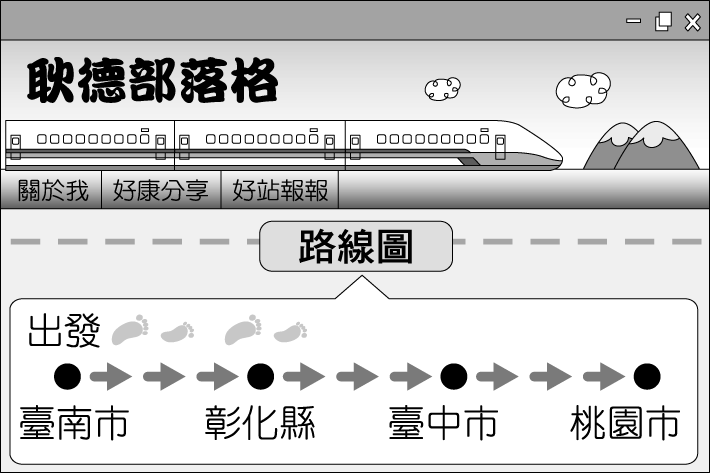 耿德部落格
關於我 好康分享 好站報報
路線圖
出發
臺南市 彰化縣 臺中市 桃園市